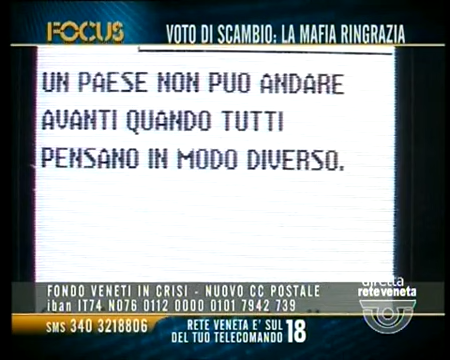 FOCUS
VOTO DI SCAMBIO: LA MAFIA RINGRAZIA
UN PAESE NON PUO ANDARE
AVANTI QUANDO TUTTI
PENSANO IN MODO DIVERSO.
diretta
reteveneta
FONDO VENETI IN CRISI - NUOVO CC POSTALE
iban IT74 N076 0112 0000 0101 7942 739
SMS 340 3218806
RETE VENETA E' SUL
DEL TUO TELECOMANDO 18